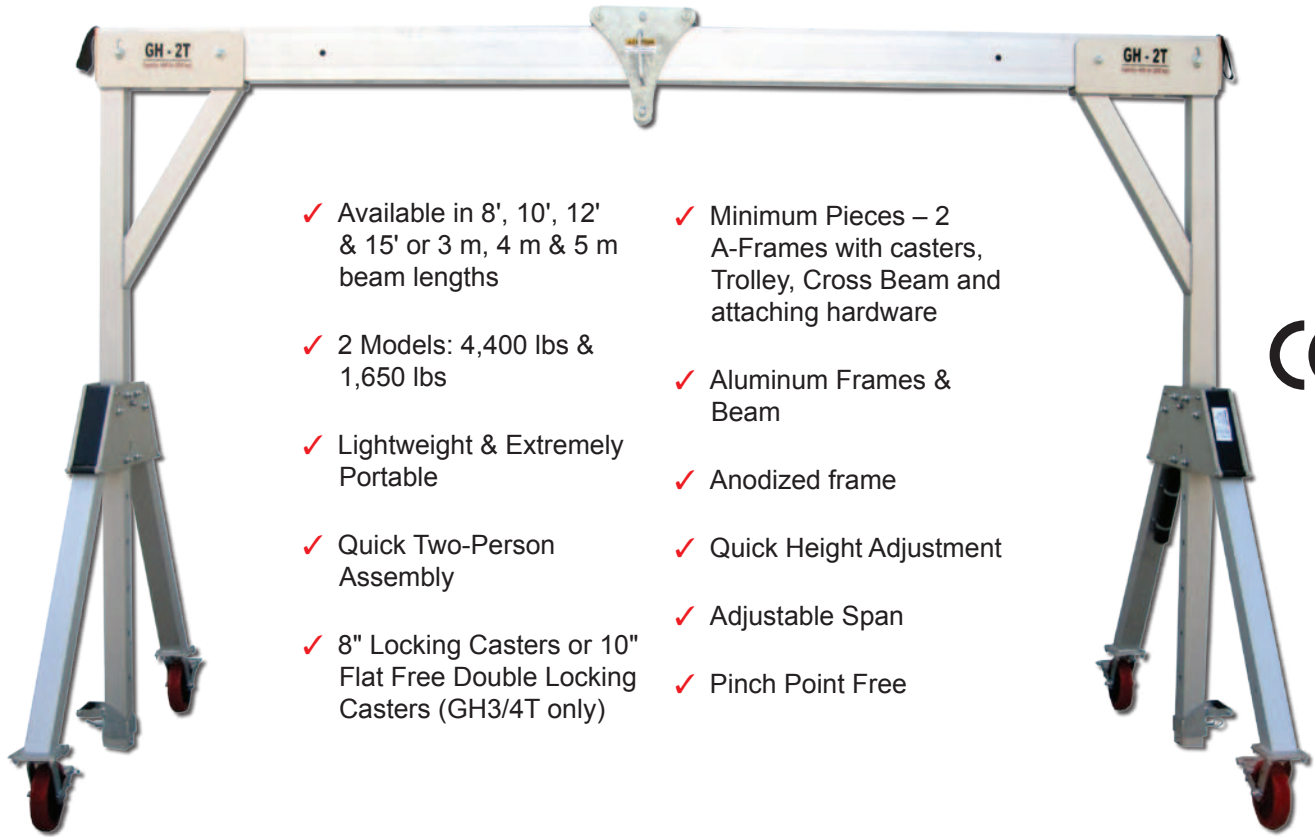 GH - 2T
GH - 2T
✓ Available in 8', 10', 12'
& 15' or 3 m, 4 m & 5 m
beam lengths
✓ 2 Models: 4,400 lbs &
1,650 lbs
✓ Lightweight & Extremely
Portable
✓ Quick Two-Person
Assembly
✓ 8" Locking Casters or 10"
Flat Free Double Locking
Casters (GH3/4T only)
✓ Minimum Pieces – 2
A-Frames with casters,
Trolley, Cross Beam and
attaching hardware
✓ Aluminum Frames &
Beam
✓ Anodized frame
✓ Quick Height Adjustment
✓ Adjustable Span
✓ Pinch Point Free